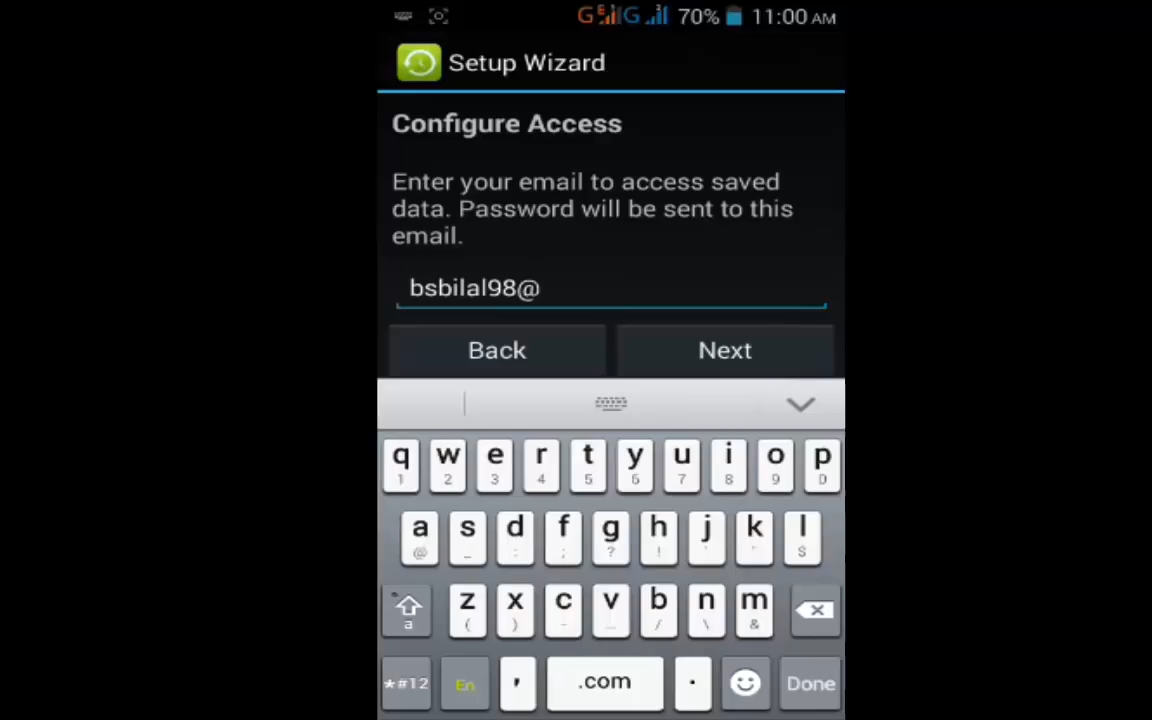 G E G 2 70% 11:00 AM
Setup Wizard
Configure Access
Enter your email to access saved
data. Password will be sent to this
email.
bsbilal98@
Back Next
q w e r t y u i o p
1 2 3 4 5 6 7 8 9 0
a s d f g h j k l
@ _ : ; ? ! ' " $
z x c v b n m
( ) - _ / \ &
a
*#12 En , .com . Done